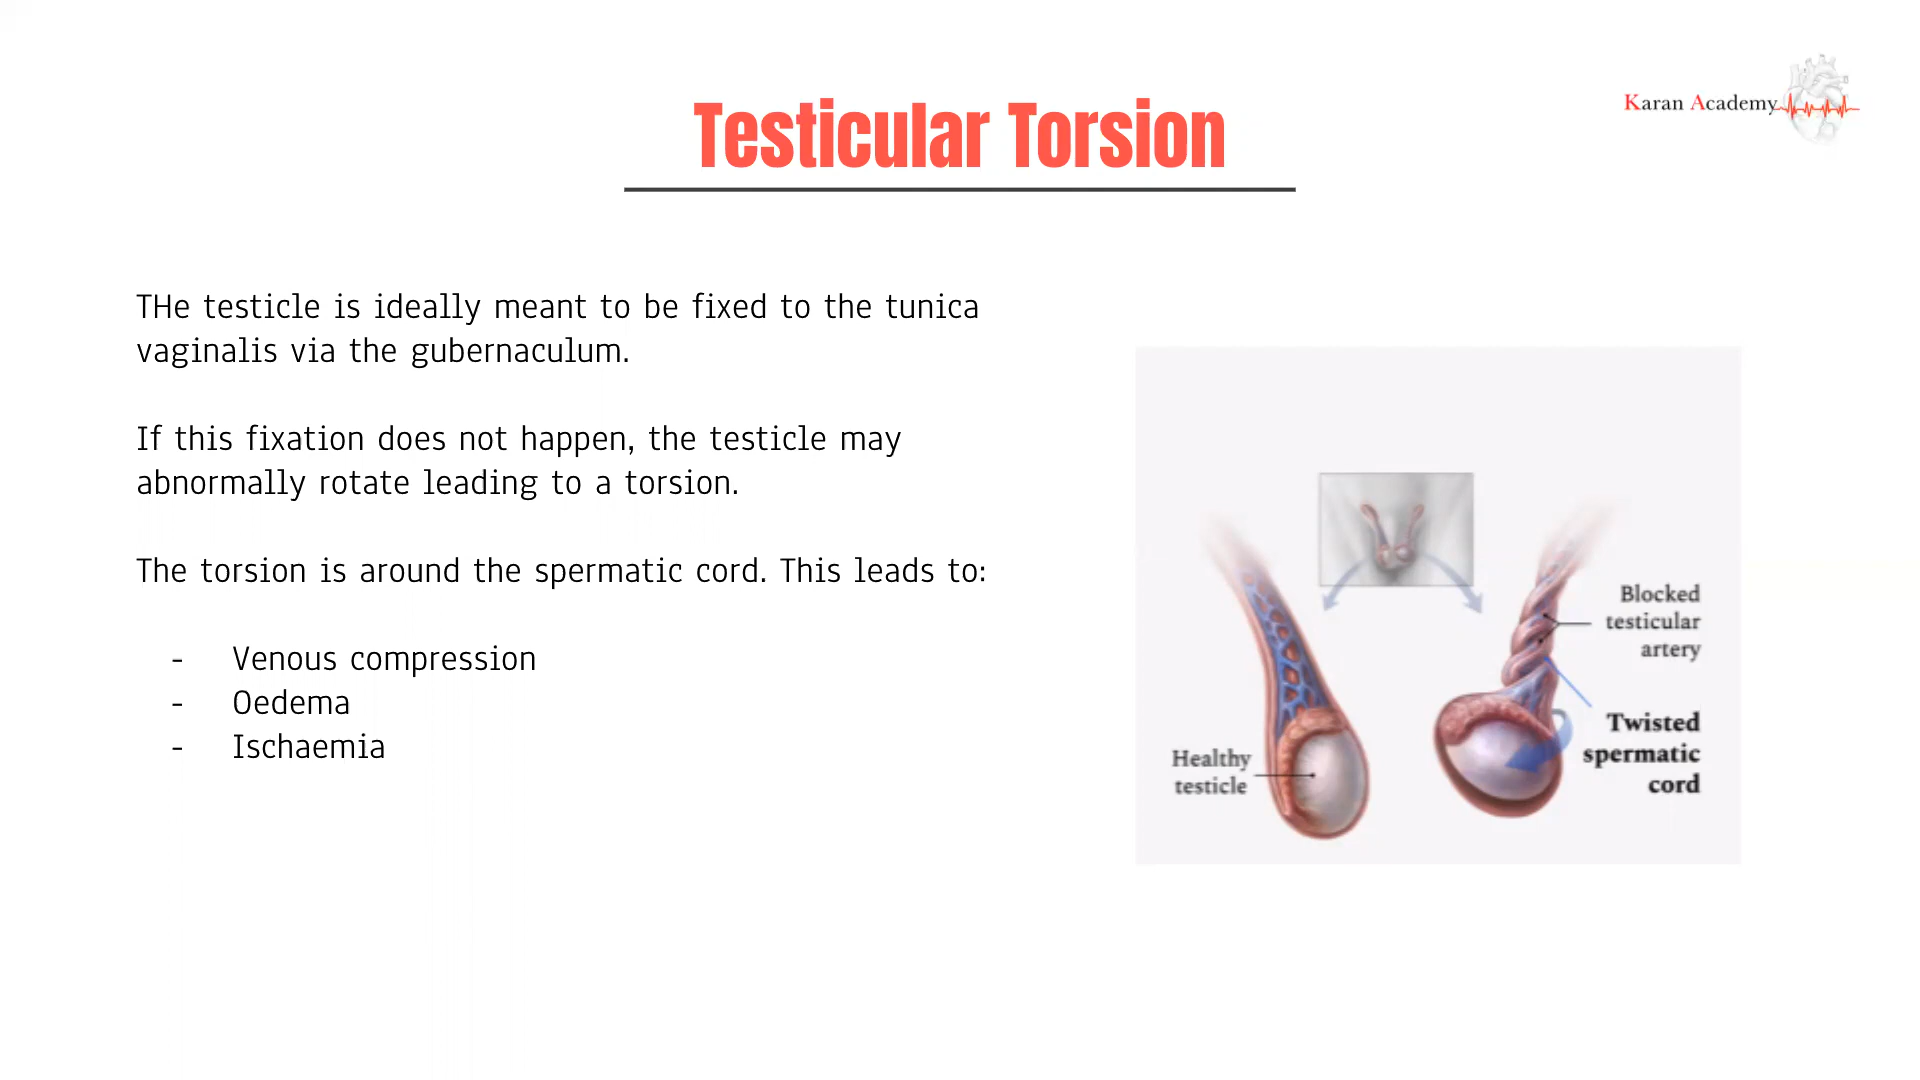 Karan Academy
Testicular Torsion
THe testicle is ideally meant to be fixed to the tunica
vaginalis via the gubernaculum.
If this fixation does not happen, the testicle may
abnormally rotate leading to a torsion.
The torsion is around the spermatic cord. This leads to:
- Venous compression
- Oedema
- Ischaemia
Healthy
testicle
Blocked
testicular
artery
Twisted
spermatic
cord